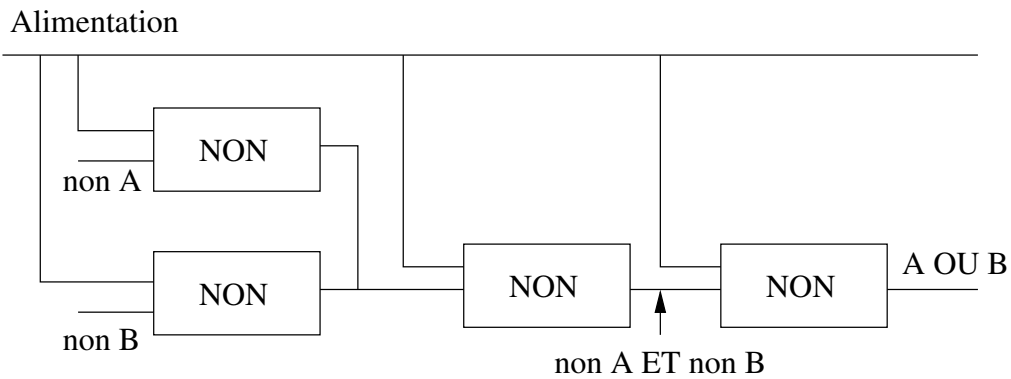 Alimentation
NON
non A
NON
non B
NON
NON
A OU B
non A ET non B